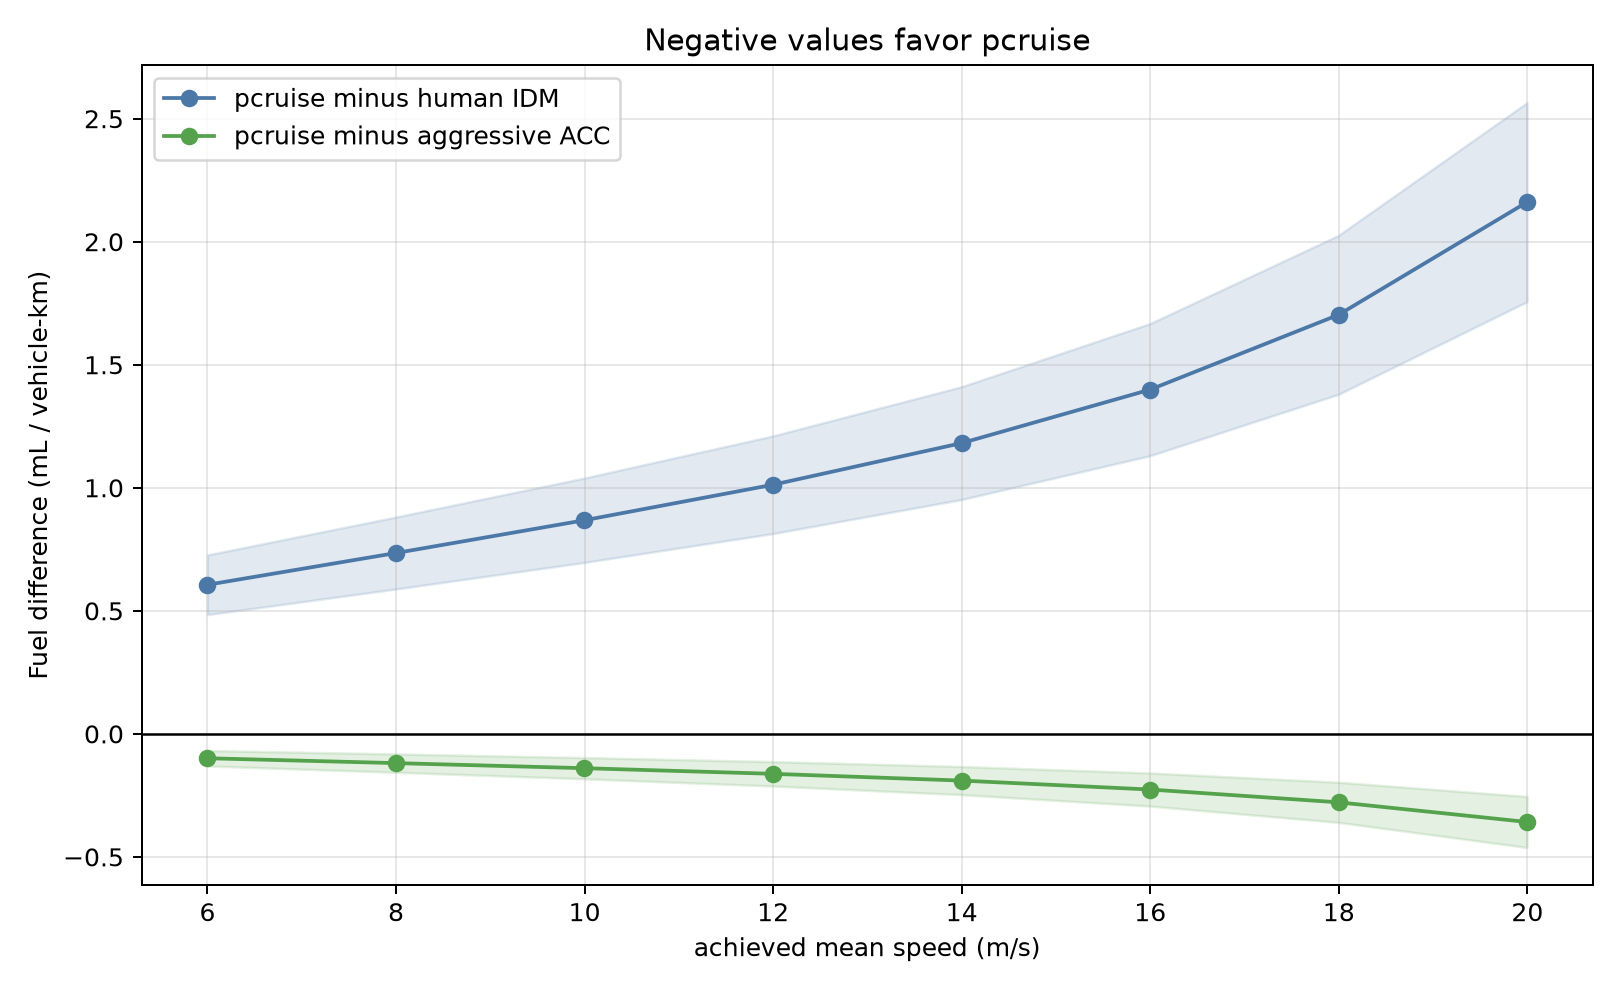 Negative values favor pcruise
pcruise minus human IDM
pcruise minus aggressive ACC
Fuel difference (mL / vehicle-km)
2.5
2.0
1.5
1.0
0.5
0.0
−0.5
6 8 10 12 14 16 18 20
achieved mean speed (m/s)